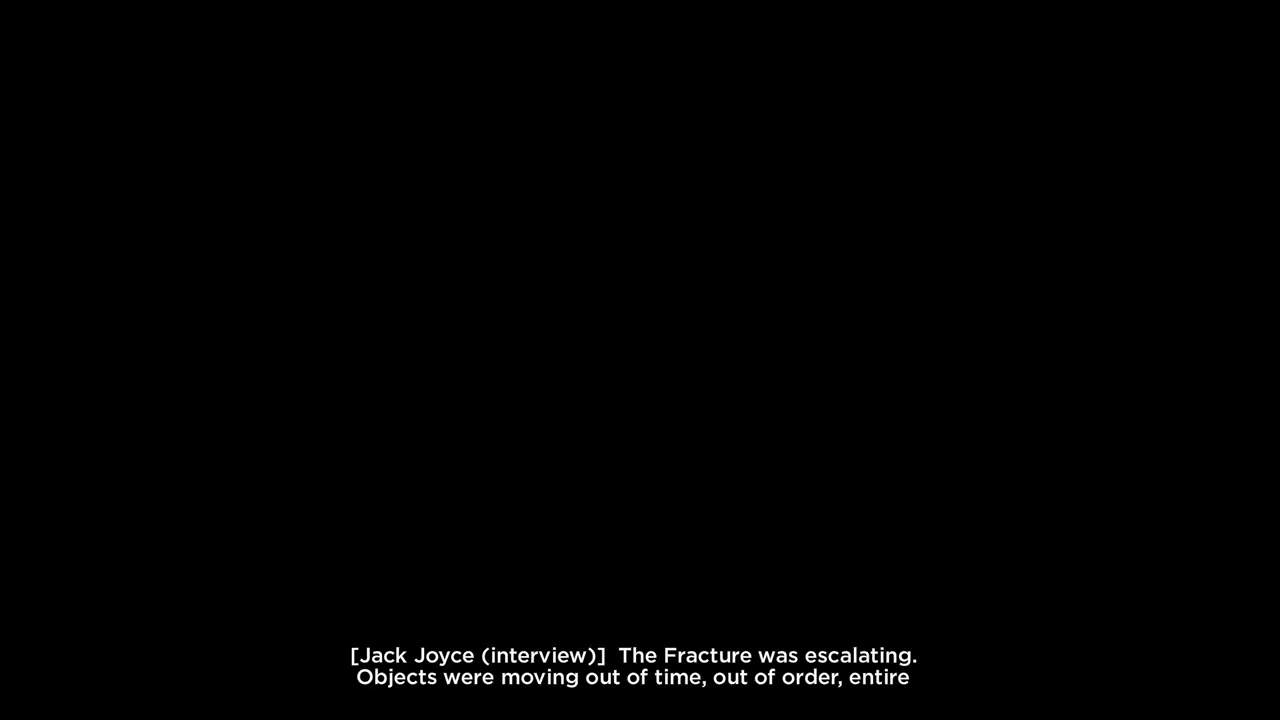 [Jack Joyce (interview)]  The Fracture was escalating.
Objects were moving out of time, out of order, entire